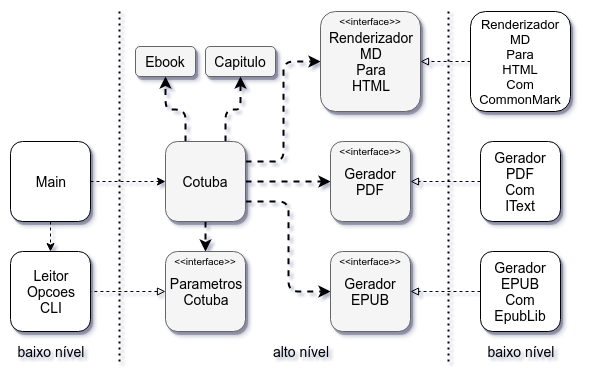 <<interface>>
Renderizador
MD
Para
HTML
Renderizador
MD
Para
HTML
Com
CommonMark
Ebook
Capitulo
Main
Cotuba
<<interface>>
Gerador
PDF
Gerador
PDF
Com
IText
Leitor
Opcoes
CLI
<<interface>>
Parametros
Cotuba
<<interface>>
Gerador
EPUB
Gerador
EPUB
Com
EpubLib
baixo nível
alto nível
baixo nível